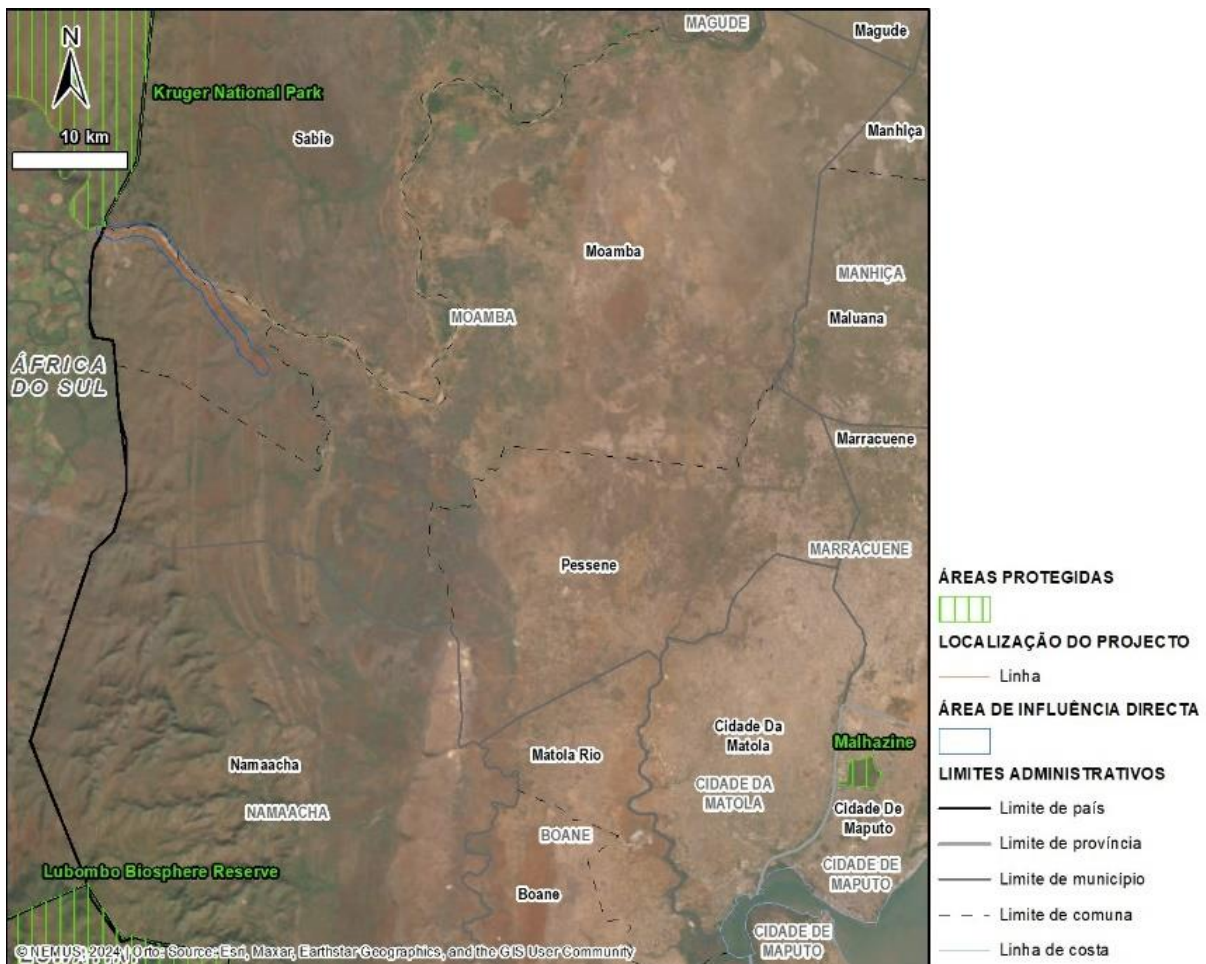 MAGUDE
Magude
N
Kruger National Park
10 km
Sabie
Manhiça
Moamba
MANHIÇA
MOAMBA
Maluana
ÁFRICA
DO SUL
Marracuene
MARRACUENE
Pessene
Cidade Da
Matola
Malhazine
Matola Rio
Namaacha
CIDADE DA
MATOLA
Cidade De
Maputo
NAMAACHA
BOANE
CIDADE DE
MAPUTO
Lubombo Biosphere Reserve
Boane
CIDADE DE
MAPUTO
© NEMUS, 2024 | Orto: Source: Esri, Maxar, Earthstar Geographics, and the GIS User Community
ÁREAS PROTEGIDAS
LOCALIZAÇÃO DO PROJECTO
Linha
ÁREA DE INFLUÊNCIA DIRECTA
LIMITES ADMINISTRATIVOS
Limite de país
Limite de província
Limite de município
Limite de comuna
Linha de costa